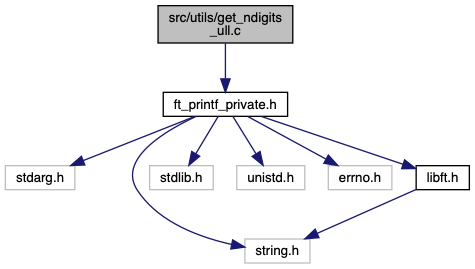 src/utils/get_ndigits
_ull.c
ft_printf_private.h
stdarg.h
stdlib.h
unistd.h
errno.h
libft.h
string.h